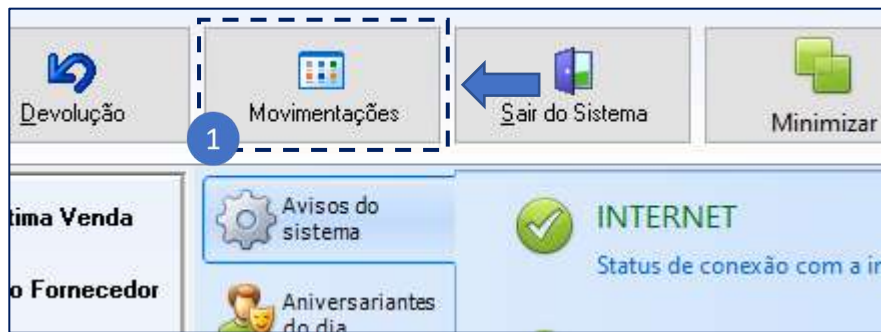 Devolução
Movimentações
Sair do Sistema
Minimizar
1
tima Venda
Avisos do
sistema
INTERNET
Status de conexão com a in
o Fornecedor
Aniversariantes
do dia